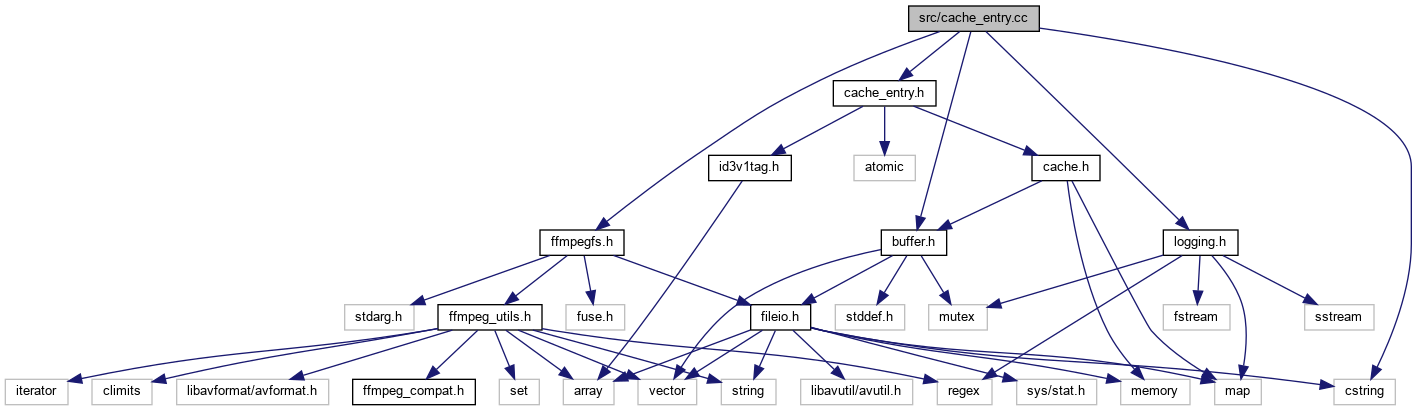 src/cache_entry.cc
cache_entry.h
id3v1tag.h
atomic
cache.h
ffmpegfs.h
buffer.h
logging.h
stdarg.h
ffmpeg_utils.h
fuse.h
fileio.h
stddef.h
mutex
fstream
sstream
iterator
climits
libavformat/avformat.h
ffmpeg_compat.h
set
array
vector
string
libavutil/avutil.h
regex
sys/stat.h
memory
map
cstring